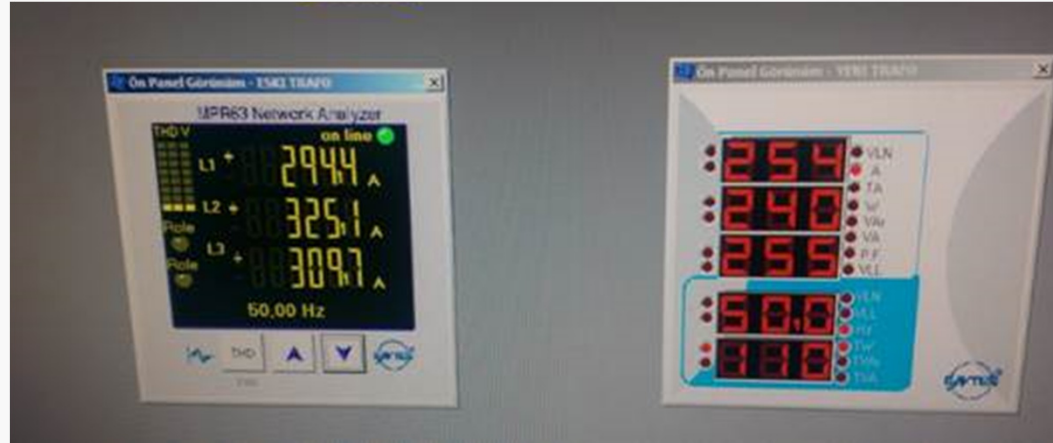 Ön Panel Görünüm - ESKI TRAFO
MPR63 Network Analyzer
THD V
on line
L1 + 294,4 A
L2 + 325,1 A
Role
L3 + 309,7 A
Role
50,00 Hz
THD
Ön Panel Görünüm - YENI TRAFO
254
VLN
A
TA
240
W
VAr
VA
255
P.F.
VLL
VLN
50.0
VLL
Hz
110
TW
TVAr
TVA
entes